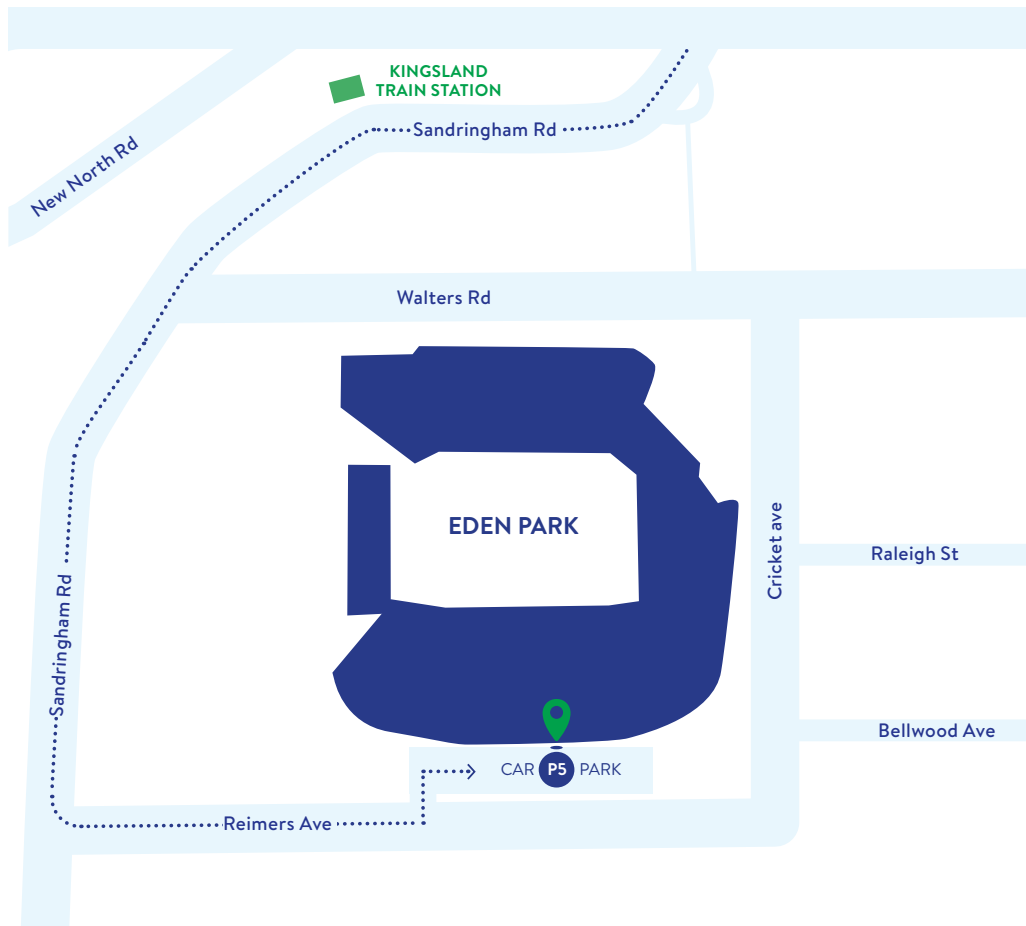 KINGSLAND
TRAIN STATION
Sandringham Rd
New North Rd
Walters Rd
EDEN PARK
Cricket ave
Raleigh St
Sandringham Rd
Bellwood Ave
CAR P5 PARK
Reimers Ave